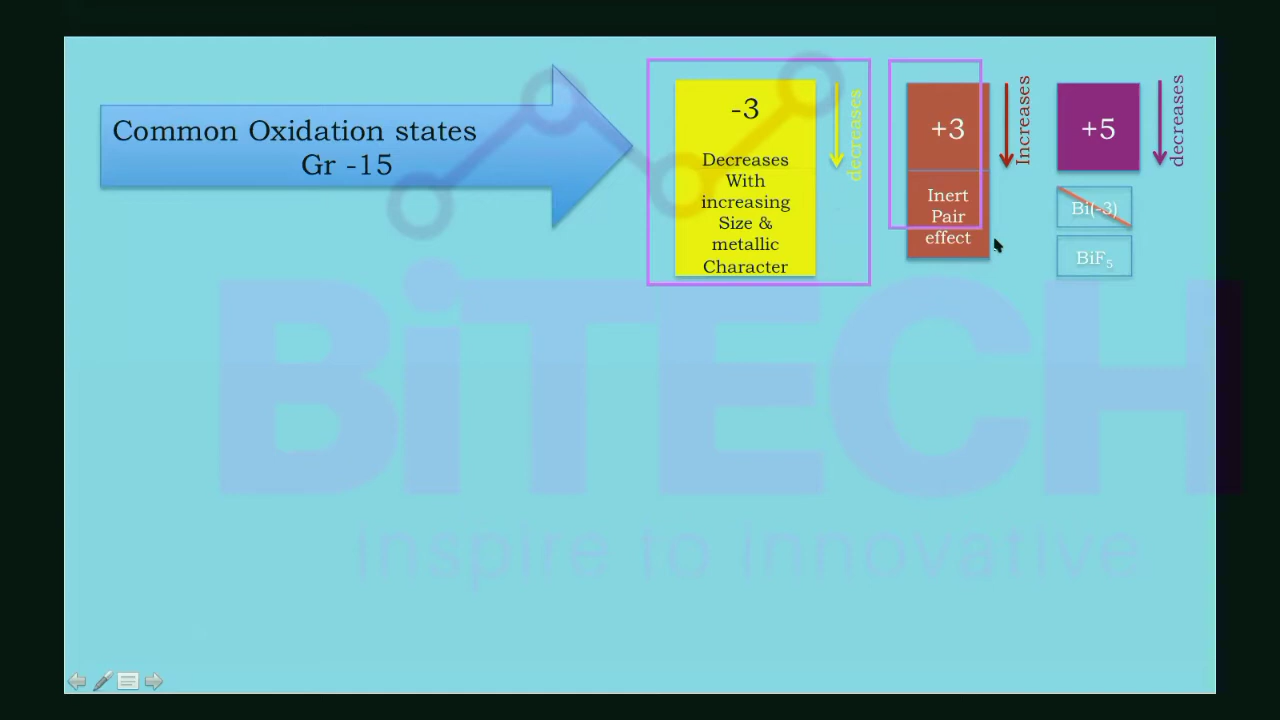 Common Oxidation states
Gr -15
-3
Decreases
With
increasing
Size &
metallic
Character
decreases
+3
Inert
Pair
effect
Increases
+5
decreases
Bi(-3)
BiF₅
BiTECH
inspire to innovative